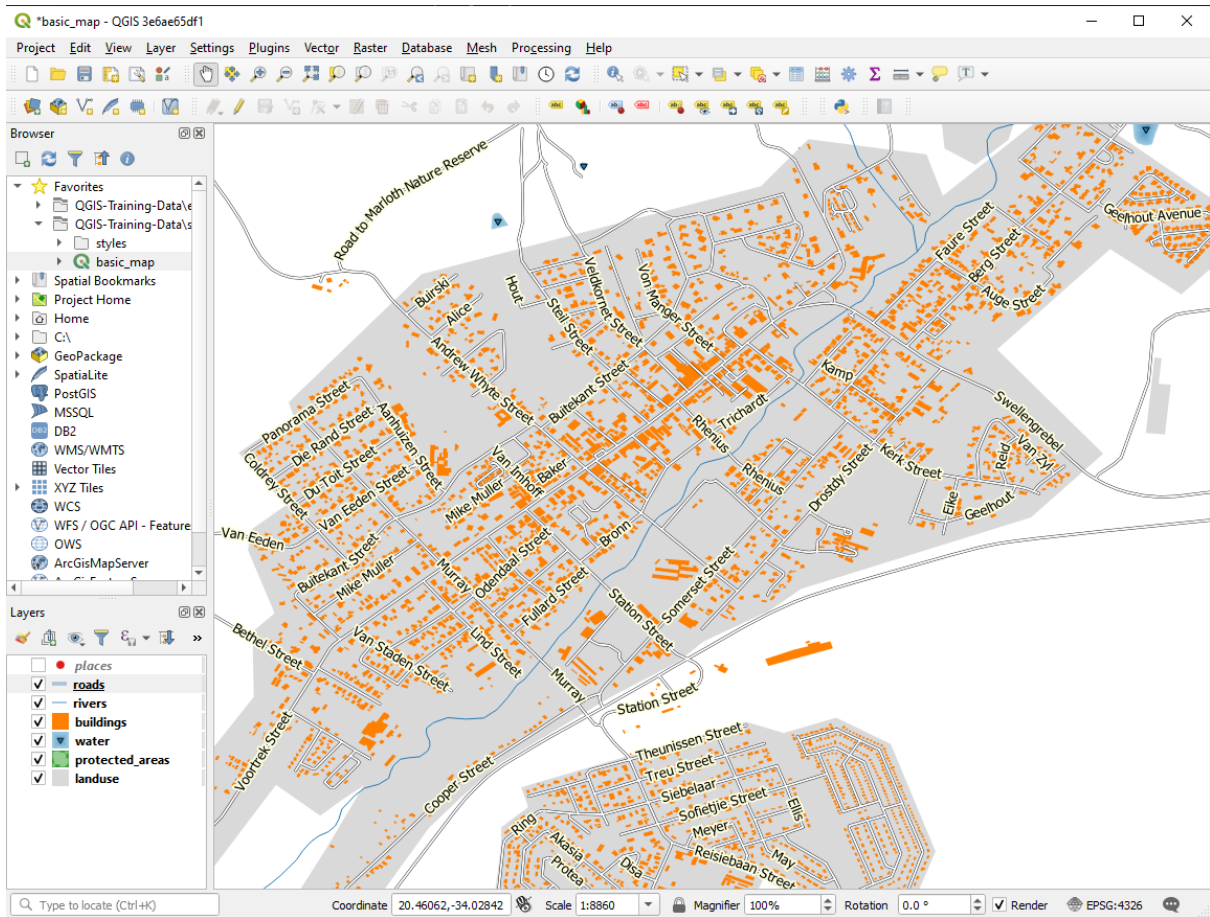 *basic_map - QGIS 3e6ae65df1
Project Edit View Layer Settings Plugins Vector Raster Database Mesh Processing Help
Browser
Favorites
QGIS-Training-Data\e
QGIS-Training-Data\s
styles
basic_map
Spatial Bookmarks
Project Home
Home
C:\
GeoPackage
SpatiaLite
PostGIS
MSSQL
DB2
WMS/WMTS
Vector Tiles
XYZ Tiles
WCS
WFS / OGC API - Feature
OWS
ArcGisMapServer
Layers
places
roads
rivers
buildings
water
protected_areas
landuse
Road to Marloth Nature Reserve
Geelhout Avenue
Faure Street
Berg Street
Auge Street
Buirski
Alice
Hout
Steil Street
Veldkornet Street
Von Manger Street
Andrew Whyte Street
Buitekant Street
Kamp
Swellengrebel
Panorama Street
Die Rand Street
Aanhuizen Street
Coldrey Street
Du Toit Street
Van Eeden Street
Van Imhoff
Baker
Mike Muller
Rhenius
Trichardt
Rhenius
Drostdy Street
Kerk Street
Reid
Van Zyl
Eike
Geelhout
Van Eeden
Buitekant Street
Mike Muller
Murray
Odendaal Street
Bronn
Fullard Street
Station Street
Somerset Street
Bethel Street
Van Staden Street
Lind Street
Murray
Station Street
Voortrek Street
Cooper Street
Theunissen Street
Treu Street
Siebelaar
Sofietjie Street
Ellis
Meyer
Ring
Akasia
Protea
Disa
Reisiebaan Street
May
Type to locate (Ctrl+K) Coordinate 20.46062,-34.02842 Scale 1:8860 Magnifier 100% Rotation 0.0 ° Render EPSG:4326